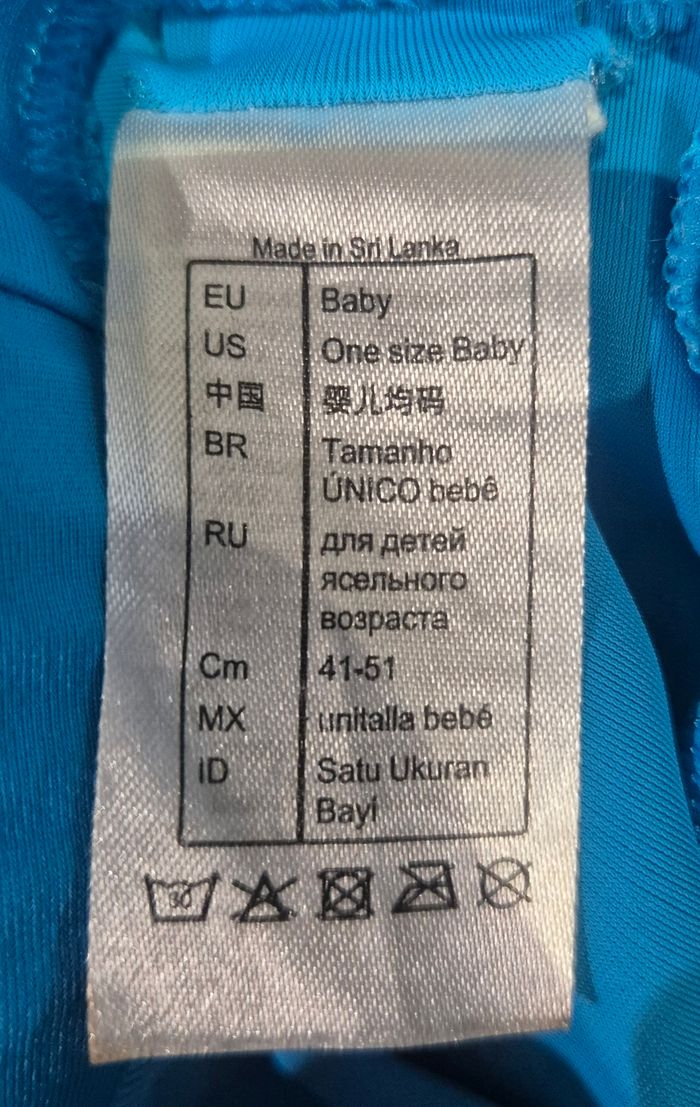 Made in Sri Lanka
EU Baby
US One size Baby
中国 婴儿均码
BR Tamanho
ÚNICO bebê
RU для детей
ясельного
возраста
Cm 41-51
MX unitalla bebé
ID Satu Ukuran
Bayi
30